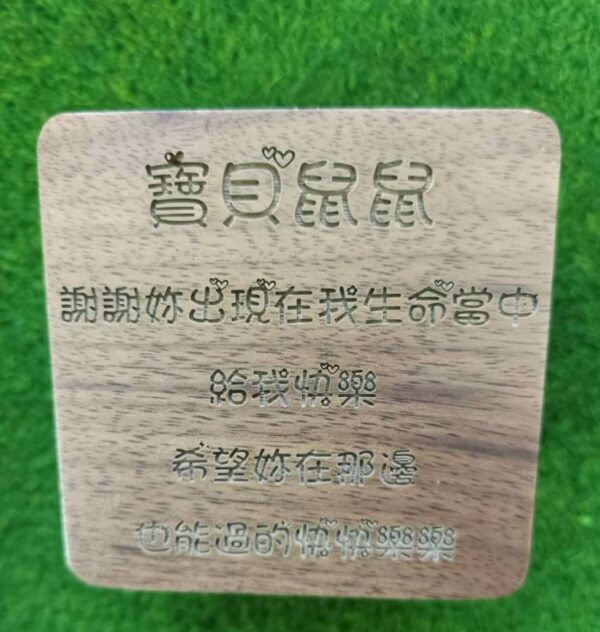 寶貝鼠鼠
謝謝妳出現在我生命當中
給我快樂
希望妳在那邊
也能過的快快樂樂